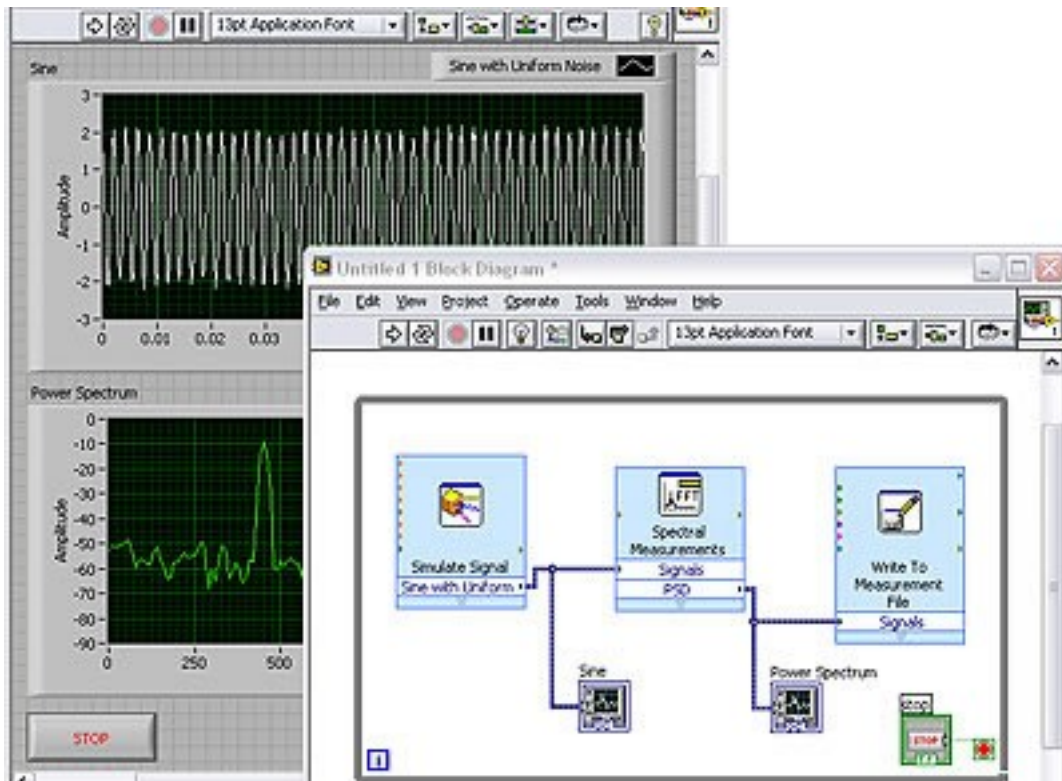 13pt Application Font
Sine
Sine with Uniform Noise
3
2
1
0
-1
-2
-3
Amplitude
0 0.01 0.02 0.03
Power Spectrum
0
-10
-20
-30
-40
-50
-60
-70
-80
-90
Amplitude
0 250 500
STOP
Untitled 1 Block Diagram *
File Edit View Project Operate Tools Window Help
13pt Application Font
Simulate Signal
Sine with Uniform
FFT
Spectral
Measurements
Signals
PSD
Write To
Measurement
File
Signals
Sine
Power Spectrum
stop
STOP
TF
i